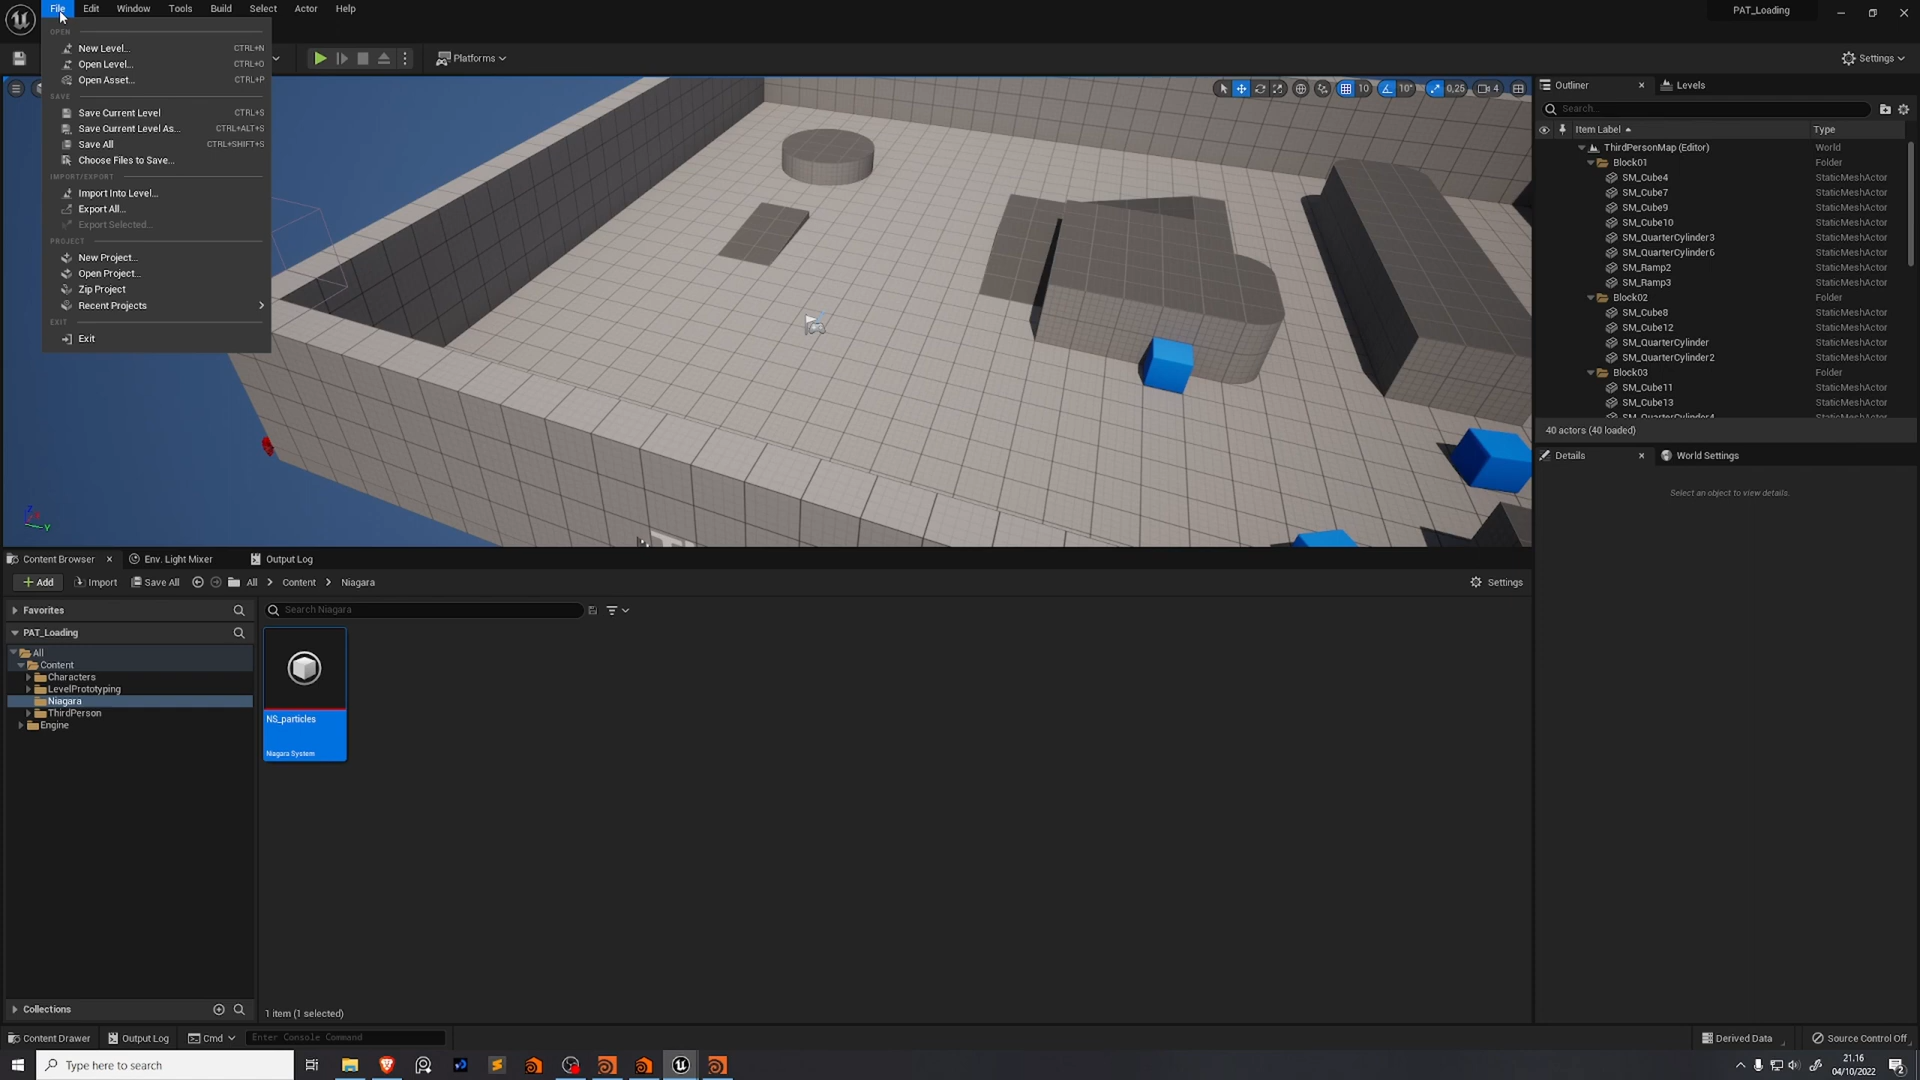 File Edit Window Tools Build Select Actor Help
PAT_Loading
Platforms
Settings
OPEN
New Level... CTRL+N
Open Level... CTRL+O
Open Asset... CTRL+P
SAVE
Save Current Level CTRL+S
Save Current Level As... CTRL+ALT+S
Save All CTRL+SHIFT+S
Choose Files to Save...
IMPORT/EXPORT
Import Into Level...
Export All...
Export Selected...
PROJECT
New Project...
Open Project...
Zip Project
Recent Projects
EXIT
Exit
10 10° 0,25 4
Outliner Levels
Search...
Item Label Type
ThirdPersonMap (Editor) World
Block01 Folder
SM_Cube4 StaticMeshActor
SM_Cube7 StaticMeshActor
SM_Cube9 StaticMeshActor
SM_Cube10 StaticMeshActor
SM_QuarterCylinder3 StaticMeshActor
SM_QuarterCylinder6 StaticMeshActor
SM_Ramp2 StaticMeshActor
SM_Ramp3 StaticMeshActor
Block02 Folder
SM_Cube8 StaticMeshActor
SM_Cube12 StaticMeshActor
SM_QuarterCylinder StaticMeshActor
SM_QuarterCylinder2 StaticMeshActor
Block03 Folder
SM_Cube11 StaticMeshActor
SM_Cube13 StaticMeshActor
SM_QuarterCylinder4 StaticMeshActor
40 actors (40 loaded)
Details World Settings
Select an object to view details.
Content Browser Env. Light Mixer Output Log
Add Import Save All All Content Niagara Settings
Favorites
Search Niagara
PAT_Loading
All
Content
Characters
LevelPrototyping
Niagara
ThirdPerson
Engine
NS_particles
Niagara System
Collections
1 item (1 selected)
Content Drawer Output Log Cmd Enter Console Command Derived Data Source Control Off
Type here to search
21.16
04/10/2022
2